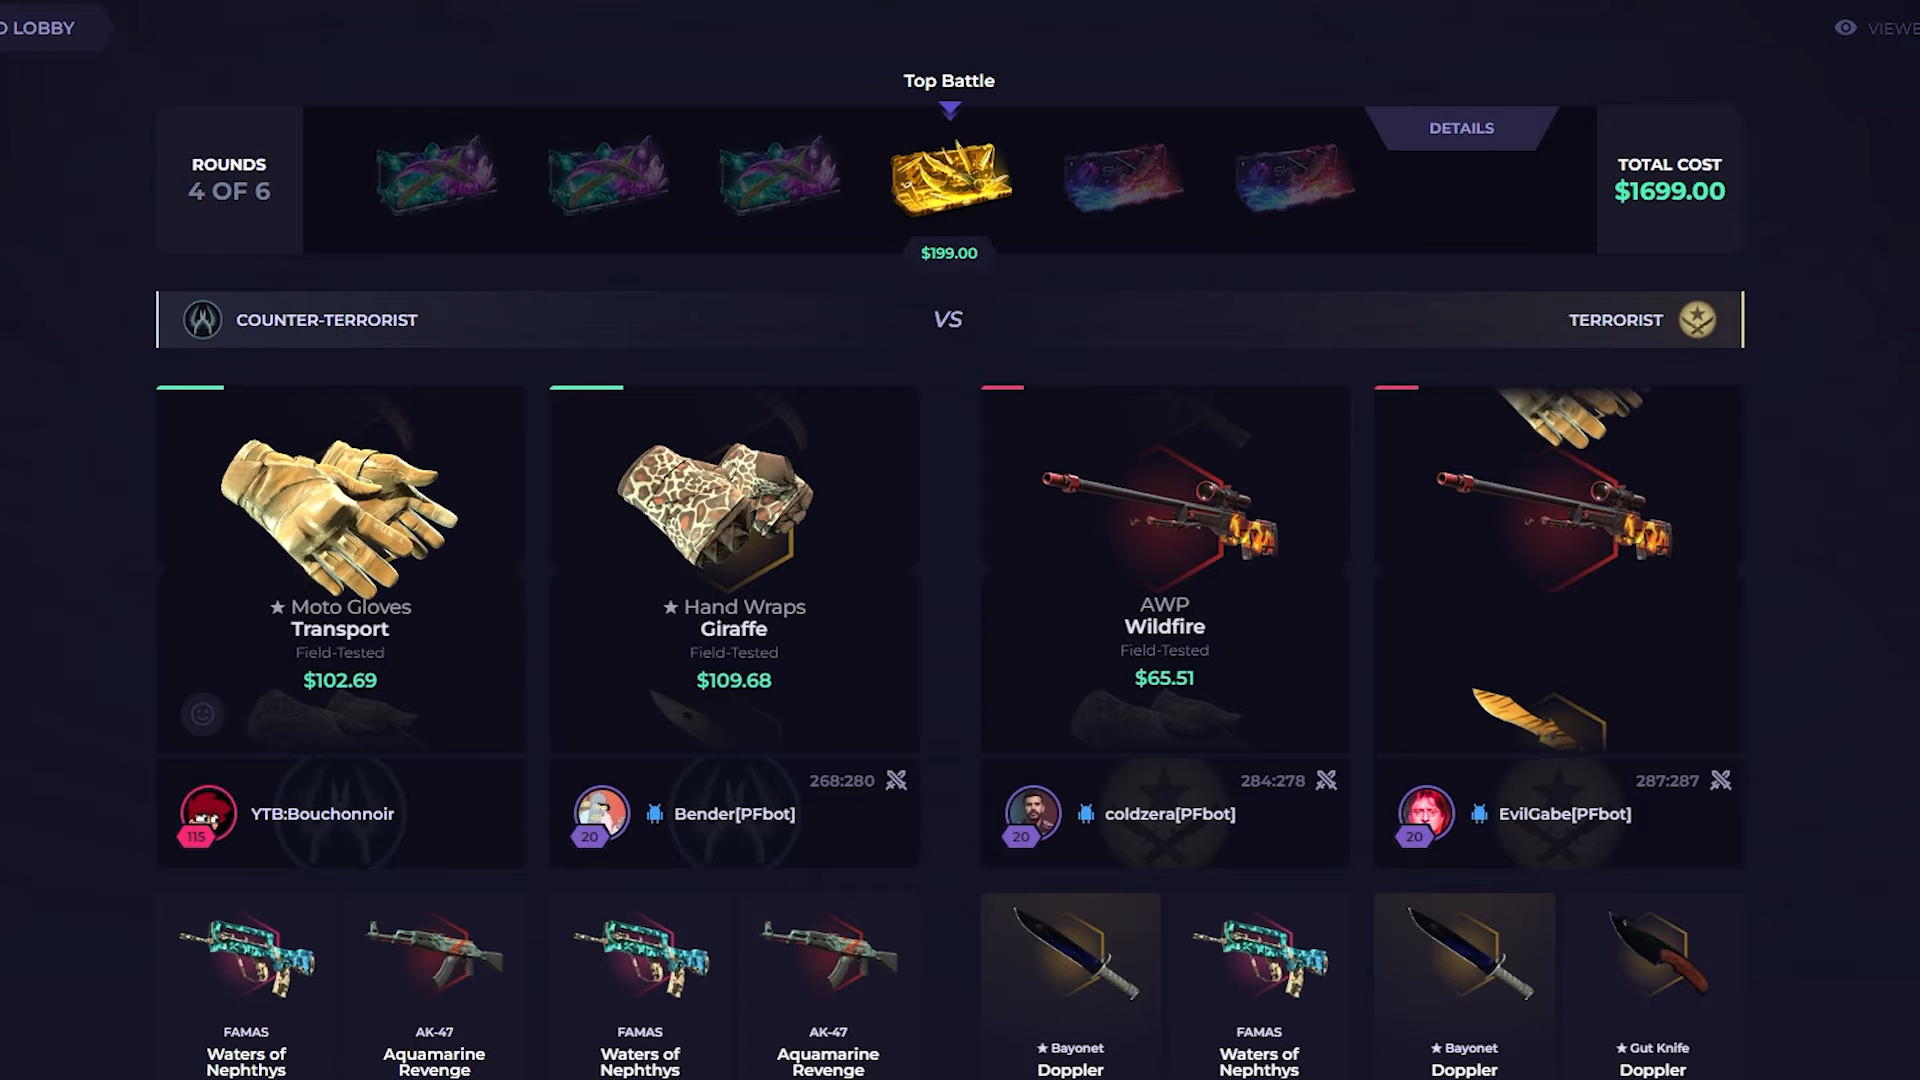 O LOBBY
VIEWE
Top Battle
DETAILS
ROUNDS
4 OF 6
TOTAL COST
$1699.00
$199.00
COUNTER-TERRORIST
VS
TERRORIST
★ Moto Gloves
Transport
Field-Tested
$102.69
★ Hand Wraps
Giraffe
Field-Tested
$109.68
AWP
Wildfire
Field-Tested
$65.51
115
YTB:Bouchonnoir
268:280
20
Bender[PFbot]
284:278
20
coldzera[PFbot]
287:287
20
EvilGabe[PFbot]
FAMAS
Waters of
Nephthys
AK-47
Aquamarine
Revenge
FAMAS
Waters of
Nephthys
AK-47
Aquamarine
Revenge
★ Bayonet
Doppler
FAMAS
Waters of
Nephthys
★ Bayonet
Doppler
★ Gut Knife
Doppler